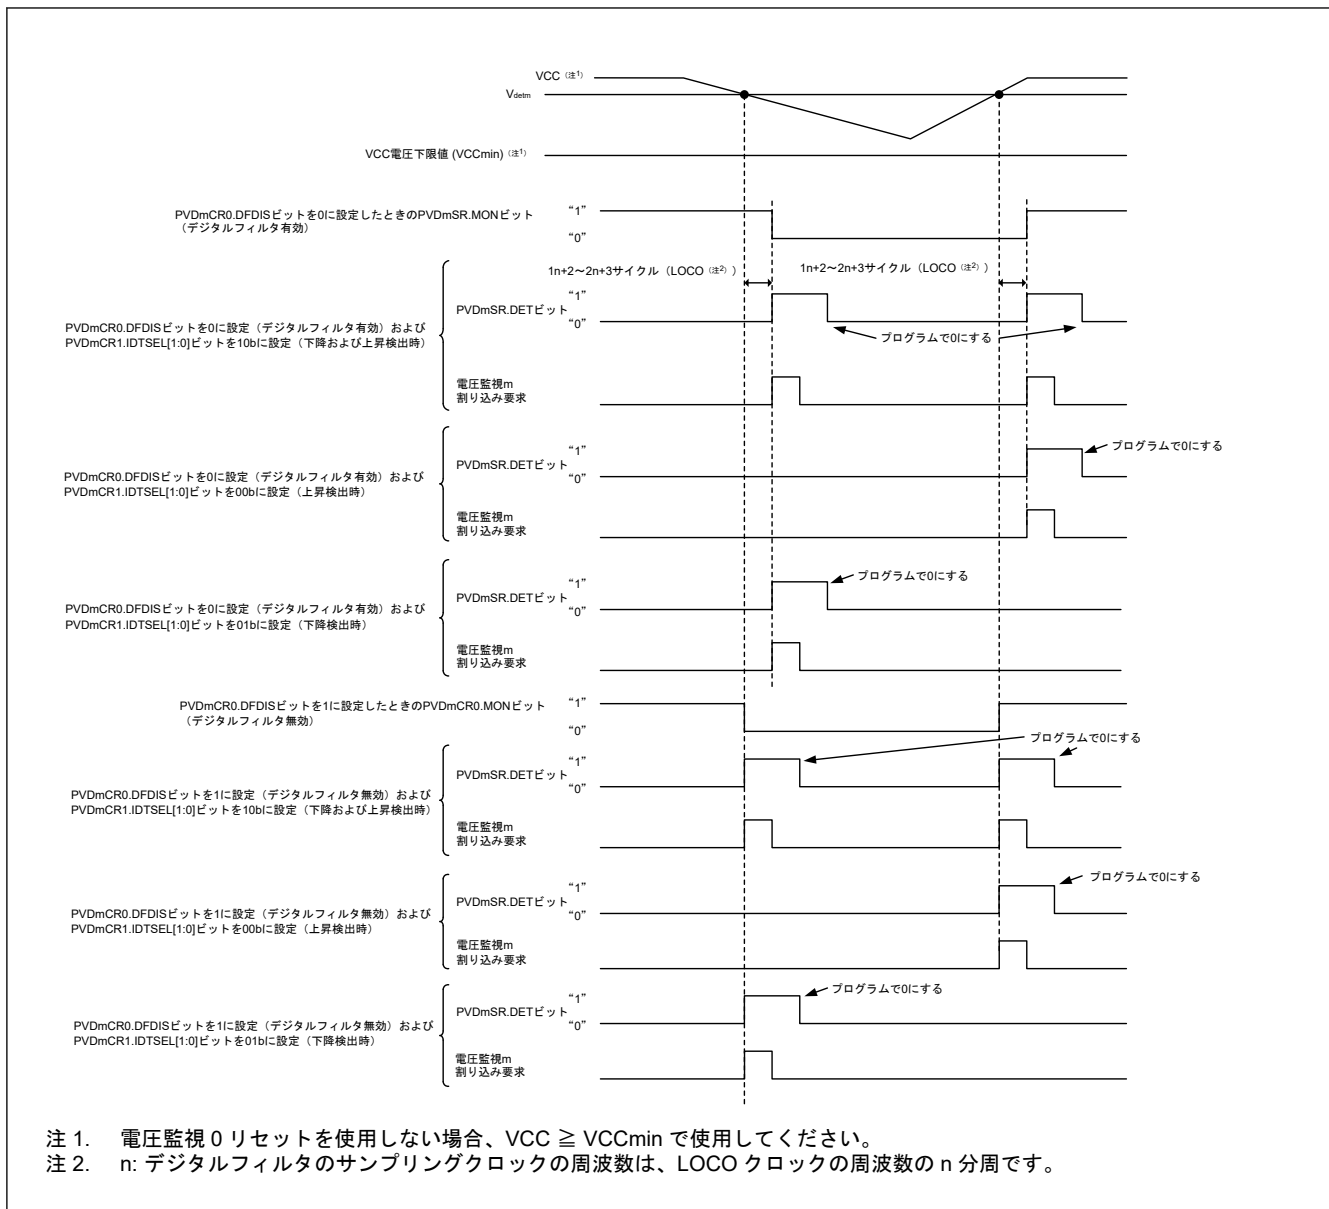 VCC（注1）
Vdetm
VCC電圧下限値 (VCCmin)（注1）
PVDmCR0.DFDISビットを0に設定したときのPVDmSR.MONビット
（デジタルフィルタ有効）
“1”
“0”
1n+2～2n+3サイクル（LOCO（注2））
1n+2～2n+3サイクル（LOCO（注2））
PVDmCR0.DFDISビットを0に設定（デジタルフィルタ有効）および
PVDmCR1.IDTSEL[1:0]ビットを10bに設定（下降および上昇検出時）
PVDmSR.DETビット
“1”
“0”
プログラムで0にする
電圧監視m
割り込み要求
PVDmCR0.DFDISビットを0に設定（デジタルフィルタ有効）および
PVDmCR1.IDTSEL[1:0]ビットを00bに設定（上昇検出時）
PVDmSR.DETビット
“1”
“0”
プログラムで0にする
電圧監視m
割り込み要求
PVDmCR0.DFDISビットを0に設定（デジタルフィルタ有効）および
PVDmCR1.IDTSEL[1:0]ビットを01bに設定（下降検出時）
PVDmSR.DETビット
“1”
“0”
プログラムで0にする
電圧監視m
割り込み要求
PVDmCR0.DFDISビットを1に設定したときのPVDmCR0.MONビット
（デジタルフィルタ無効）
“1”
“0”
PVDmCR0.DFDISビットを1に設定（デジタルフィルタ無効）および
PVDmCR1.IDTSEL[1:0]ビットを10bに設定（下降および上昇検出時）
PVDmSR.DETビット
“1”
“0”
プログラムで0にする
電圧監視m
割り込み要求
PVDmCR0.DFDISビットを1に設定（デジタルフィルタ無効）および
PVDmCR1.IDTSEL[1:0]ビットを00bに設定（上昇検出時）
PVDmSR.DETビット
“1”
“0”
プログラムで0にする
電圧監視m
割り込み要求
PVDmCR0.DFDISビットを1に設定（デジタルフィルタ無効）および
PVDmCR1.IDTSEL[1:0]ビットを01bに設定（下降検出時）
PVDmSR.DETビット
“1”
“0”
プログラムで0にする
電圧監視m
割り込み要求
注 1. 電圧監視 0 リセットを使用しない場合、VCC ≧ VCCmin で使用してください。
注 2. n: デジタルフィルタのサンプリングクロックの周波数は、LOCO クロックの周波数の n 分周です。